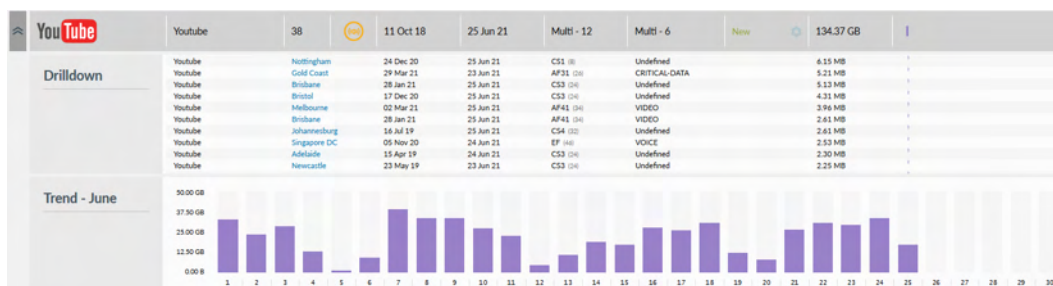 YouTube Youtube 38 11 Oct 18 25 Jun 21 Multi - 12 Multi - 6 New 134.37 GB
Drilldown
Youtube Nottingham 24 Dec 20 25 Jun 21 CS1 (8) Undefined 6.15 MB
Youtube Gold Coast 29 Mar 21 23 Jun 21 AF31 (26) CRITICAL-DATA 5.21 MB
Youtube Brisbane 28 Jan 21 25 Jun 21 CS3 (24) Undefined 5.13 MB
Youtube Bristol 17 Dec 20 25 Jun 21 CS3 (24) Undefined 4.31 MB
Youtube Melbourne 02 Mar 21 25 Jun 21 AF41 (34) VIDEO 3.96 MB
Youtube Brisbane 28 Jan 21 25 Jun 21 AF41 (34) VIDEO 2.61 MB
Youtube Johannesburg 16 Jul 19 25 Jun 21 CS4 (32) Undefined 2.61 MB
Youtube Singapore DC 05 Nov 20 24 Jun 21 EF (46) VOICE 2.53 MB
Youtube Adelaide 15 Apr 19 24 Jun 21 CS3 (24) Undefined 2.30 MB
Youtube Newcastle 23 May 19 23 Jun 21 CS3 (24) Undefined 2.25 MB
Trend - June
50.00 GB
37.50 GB
25.00 GB
12.50 GB
0.00 B
1 2 3 4 5 6 7 8 9 10 11 12 13 14 15 16 17 18 19 20 21 22 23 24 25 26 27 28 29 30